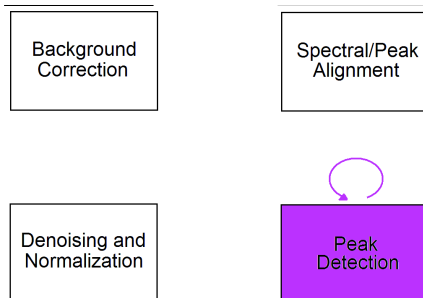 Background
Correction
Spectral/Peak
Alignment
Denoising and
Normalization
Peak
Detection